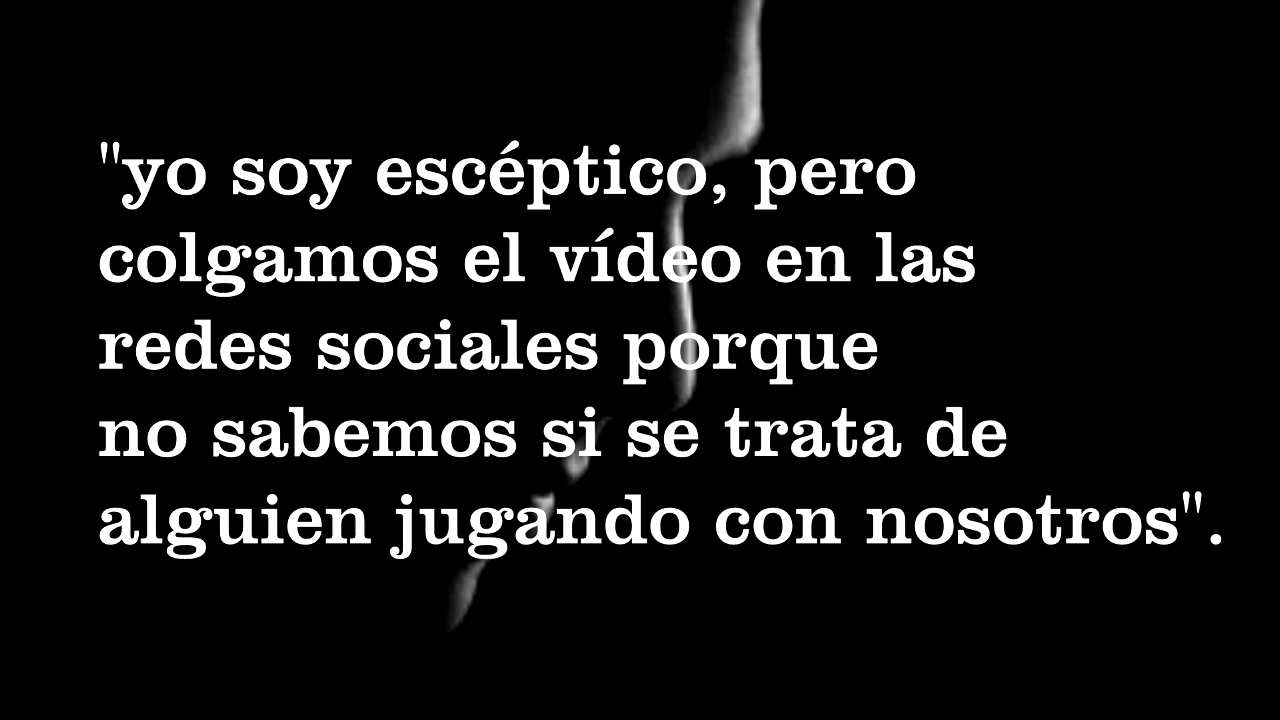 "yo soy escéptico, pero
colgamos el vídeo en las
redes sociales porque
no sabemos si se trata de
alguien jugando con nosotros".